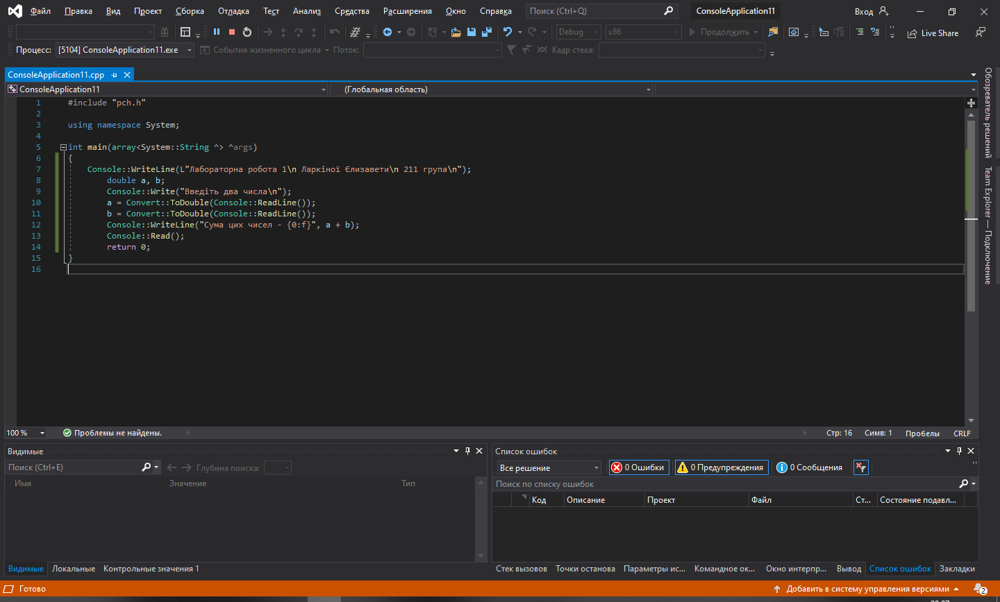 Файл Правка Вид Проект Сборка Отладка Тест Анализ Средства Расширения Окно Справка Поиск (Ctrl+Q) ConsoleApplication11 Вход
Debug x86 Продолжить Live Share
Процесс: [5104] ConsoleApplication11.exe События жизненного цикла Поток: Кадр стека:
ConsoleApplication11.cpp
ConsoleApplication11 (Глобальная область)
1 #include "pch.h"
2
3 using namespace System;
4
5 int main(array<System::String ^> ^args)
6 {
7 Console::WriteLine(L"Лабораторна робота 1\n Ларкіної Єлизавети\n 211 група\n");
8 double a, b;
9 Console::Write("Введіть два числа\n");
10 a = Convert::ToDouble(Console::ReadLine());
11 b = Convert::ToDouble(Console::ReadLine());
12 Console::WriteLine("Сума цих чисел - {0:f}", a + b);
13 Console::Read();
14 return 0;
15 }
16
Обозреватель решений
Team Explorer — Подключение
100 % Проблемы не найдены. Стр: 16 Симв: 1 Пробелы CRLF
Видимые
Поиск (Ctrl+E) Глубина поиска:
Имя Значение Тип
Видимые Локальные Контрольные значения 1
Список ошибок
Все решение 0 Ошибки 0 Предупреждения 0 Сообщения
Поиск по списку ошибок
Код Описание Проект Файл Ст... Состояние подавл...
Стек вызовов Точки останова Параметры ис... Командное ок... Окно интерпр... Вывод Список ошибок Закладки
Готово Добавить в систему управления версиями 2